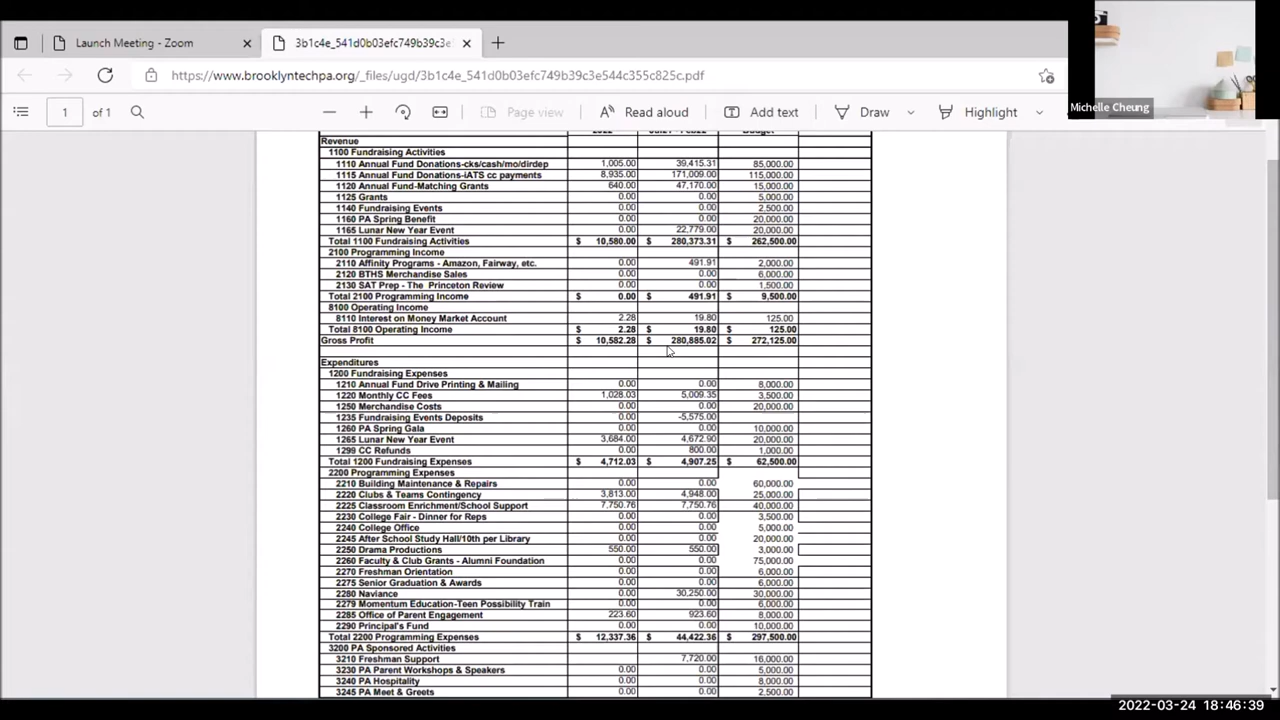 Launch Meeting - Zoom
3b1c4e_541d0b03efc749b39c3e
https://www.brooklyntechpa.org/_files/ugd/3b1c4e_541d0b03efc749b39c3e544c355c825c.pdf
Michelle Cheung
1 of 1 Page view Read aloud Add text Draw Highlight
2022 Budget
Revenue
1100 Fundraising Activities
1110 Annual Fund Donations-cks/cash/mo/dirdep 1,005.00 39,415.31 85,000.00
1115 Annual Fund Donations-iATS cc payments 8,935.00 171,009.00 115,000.00
1120 Annual Fund-Matching Grants 640.00 47,170.00 15,000.00
1125 Grants 0.00 0.00 5,000.00
1140 Fundraising Events 0.00 0.00 2,500.00
1160 PA Spring Benefit 0.00 0.00 20,000.00
1165 Lunar New Year Event 0.00 22,779.00 20,000.00
Total 1100 Fundraising Activities $ 10,580.00 $ 280,373.31 $ 262,500.00
2100 Programming Income
2110 Affinity Programs - Amazon, Fairway, etc. 0.00 491.91 2,000.00
2120 BTHS Merchandise Sales 0.00 0.00 6,000.00
2130 SAT Prep - The Princeton Review 0.00 0.00 1,500.00
Total 2100 Programming Income $ 0.00 $ 491.91 $ 9,500.00
8100 Operating Income
8110 Interest on Money Market Account 2.28 19.80 125.00
Total 8100 Operating Income $ 2.28 $ 19.80 $ 125.00
Gross Profit $ 10,582.28 $ 280,885.02 $ 272,125.00
Expenditures
1200 Fundraising Expenses
1210 Annual Fund Drive Printing & Mailing 0.00 0.00 8,000.00
1220 Monthly CC Fees 1,028.03 5,009.35 3,500.00
1250 Merchandise Costs 0.00 0.00 20,000.00
1235 Fundraising Events Deposits 0.00 -5,575.00
1260 PA Spring Gala 0.00 0.00 10,000.00
1265 Lunar New Year Event 3,684.00 4,672.90 20,000.00
1299 CC Refunds 0.00 800.00 1,000.00
Total 1200 Fundraising Expenses $ 4,712.03 $ 4,907.25 $ 62,500.00
2200 Programming Expenses
2210 Building Maintenance & Repairs 0.00 0.00 60,000.00
2220 Clubs & Teams Contingency 3,813.00 4,948.00 25,000.00
2225 Classroom Enrichment/School Support 7,750.76 7,750.76 40,000.00
2230 College Fair - Dinner for Reps 0.00 0.00 3,500.00
2240 College Office 0.00 0.00 5,000.00
2245 After School Study Hall/10th per Library 0.00 0.00 20,000.00
2250 Drama Productions 550.00 550.00 3,000.00
2260 Faculty & Club Grants - Alumni Foundation 0.00 0.00 75,000.00
2270 Freshman Orientation 0.00 0.00 6,000.00
2275 Senior Graduation & Awards 0.00 0.00 6,000.00
2280 Naviance 0.00 30,250.00 30,000.00
2279 Momentum Education-Teen Possibility Train 0.00 0.00 6,000.00
2285 Office of Parent Engagement 223.60 923.60 8,000.00
2290 Principal's Fund 0.00 0.00 10,000.00
Total 2200 Programming Expenses $ 12,337.36 $ 44,422.36 $ 297,500.00
3200 PA Sponsored Activities
3210 Freshman Support 7,720.00 16,000.00
3230 PA Parent Workshops & Speakers 0.00 0.00 5,000.00
3240 PA Hospitality 0.00 0.00 8,000.00
3245 PA Meet & Greets 0.00 0.00 2,500.00
2022-03-24 18:46:39